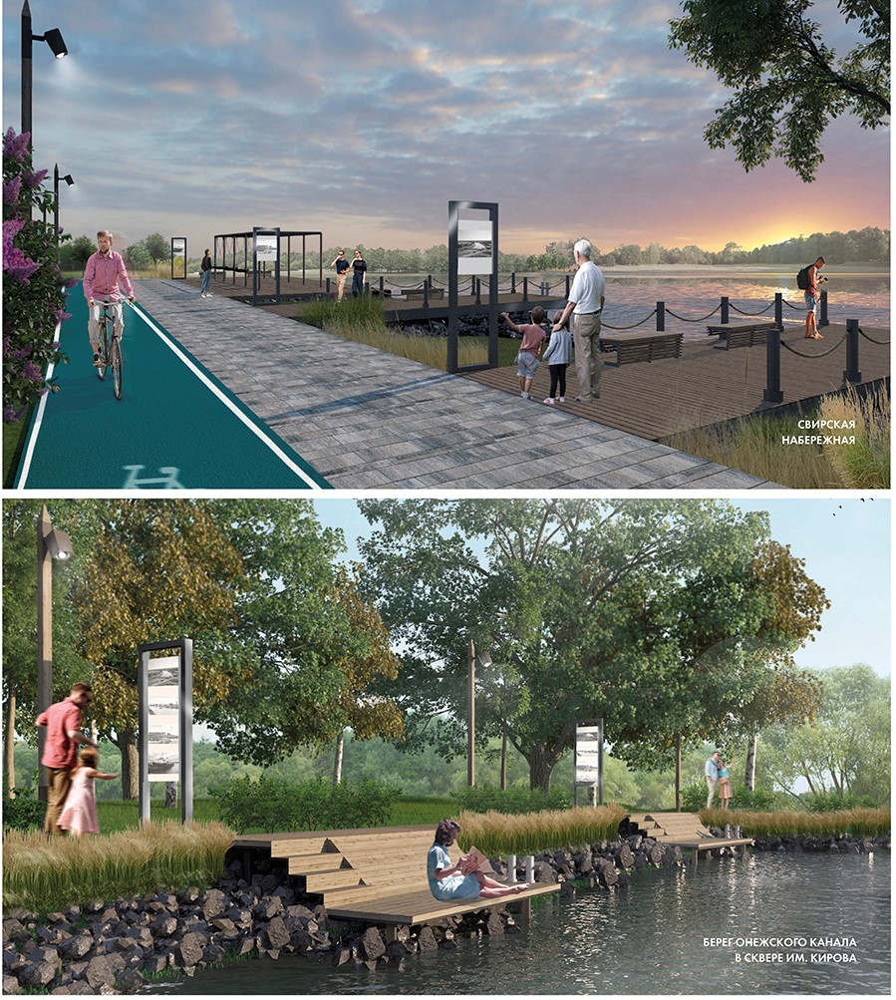 СВИРСКАЯ
НАБЕРЕЖНАЯ
БЕРЕГ ОНЕЖСКОГО КАНАЛА
В СКВЕРЕ ИМ. КИРОВА